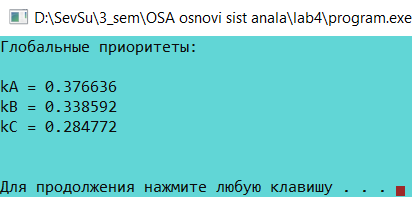 D:\SevSu\3_sem\OSA osnovi sist anala\lab4\program.exe
Глобальные приоритеты:
kA = 0.376636
kB = 0.338592
kC = 0.284772
Для продолжения нажмите любую клавишу . . .